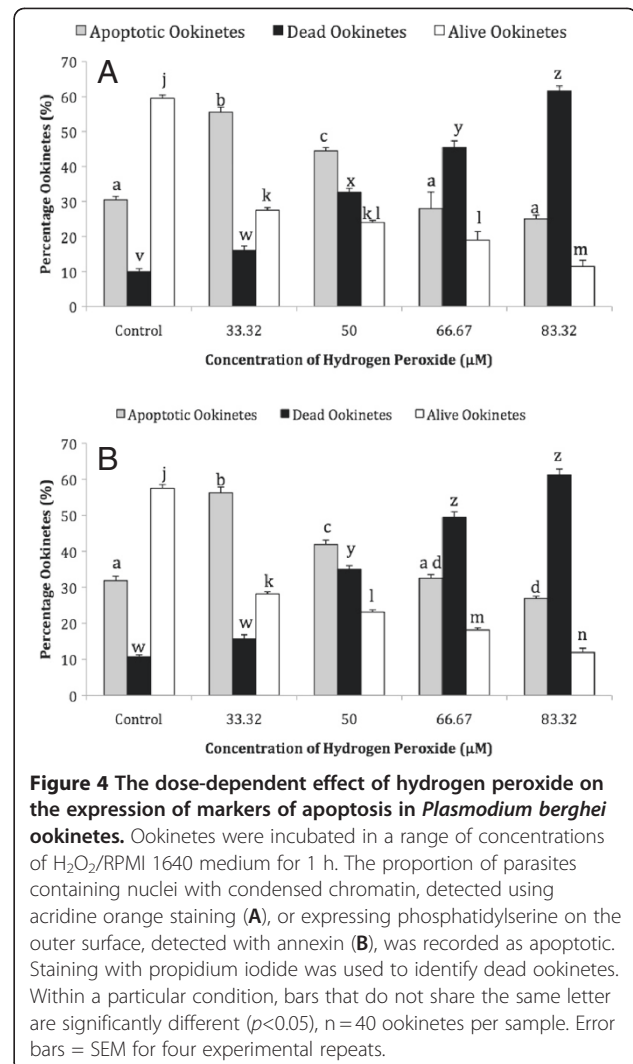 Apoptotic Ookinetes Dead Ookinetes Alive Ookinetes
A
Percentage Ookinetes (%)
70
60
50
40
30
20
10
0
a v j
b w k
c x k l
a y l
a z m
Control 33.32 50 66.67 83.32
Concentration of Hydrogen Peroxide (µM)
Apoptotic Ookinetes Dead Ookinetes Alive Ookinetes
B
Percentage Ookinetes (%)
70
60
50
40
30
20
10
0
a w j
b w k
c y l
a d z m
d z n
Control 33.32 50 66.67 83.32
Concentration of Hydrogen Peroxide (µM)
Figure 4 The dose-dependent effect of hydrogen peroxide on
the expression of markers of apoptosis in Plasmodium berghei
ookinetes. Ookinetes were incubated in a range of concentrations
of H₂O₂/RPMI 1640 medium for 1 h. The proportion of parasites
containing nuclei with condensed chromatin, detected using
acridine orange staining (A), or expressing phosphatidylserine on the
outer surface, detected with annexin (B), was recorded as apoptotic.
Staining with propidium iodide was used to identify dead ookinetes.
Within a particular condition, bars that do not share the same letter
are significantly different (p<0.05), n = 40 ookinetes per sample. Error
bars = SEM for four experimental repeats.